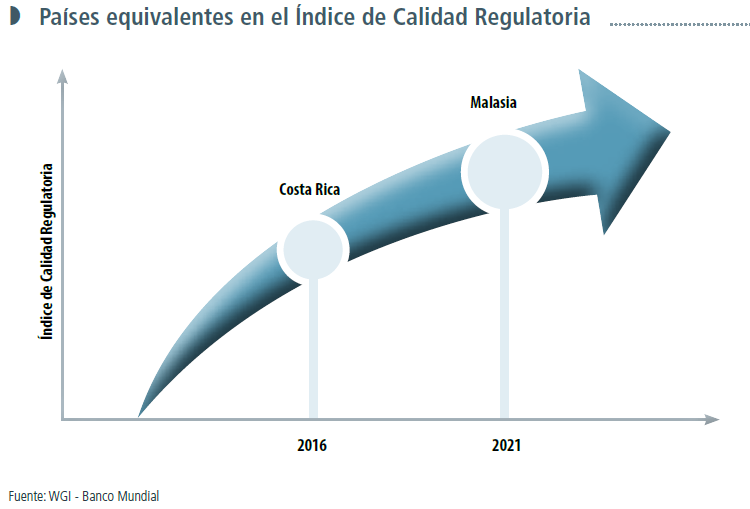 Países equivalentes en el Índice de Calidad Regulatoria
Malasia
Costa Rica
Índice de Calidad Regulatoria
2016
2021
Fuente: WGI - Banco Mundial